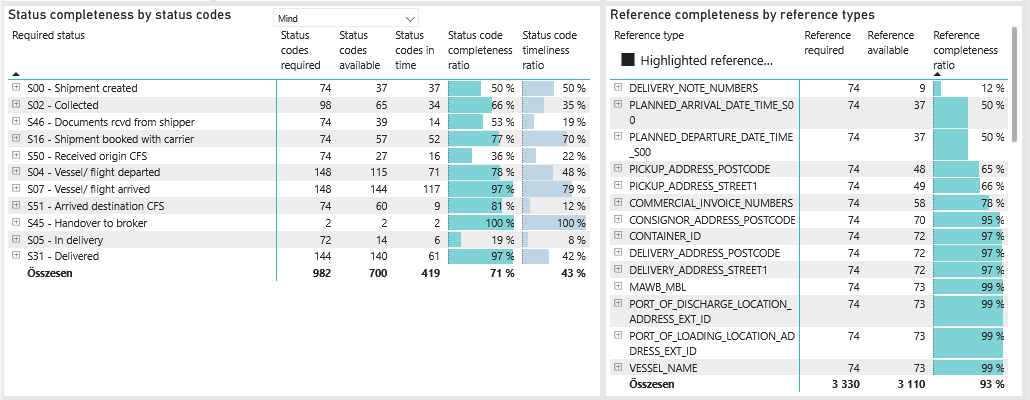 Status completeness by status codes
Mind
Required status
Status codes required
Status codes available
Status codes in time
Status code completeness ratio
Status code timeliness ratio
S00 - Shipment created 74 37 37 50 % 50 %
S02 - Collected 98 65 34 66 % 35 %
S46 - Documents rcvd from shipper 74 39 14 53 % 19 %
S16 - Shipment booked with carrier 74 57 52 77 % 70 %
S50 - Received origin CFS 74 27 16 36 % 22 %
S04 - Vessel/ flight departed 148 115 71 78 % 48 %
S07 - Vessel/ flight arrived 148 144 117 97 % 79 %
S51 - Arrived destination CFS 74 60 9 81 % 12 %
S45 - Handover to broker 2 2 2 100 % 100 %
S05 - In delivery 72 14 6 19 % 8 %
S31 - Delivered 144 140 61 97 % 42 %
Összesen 982 700 419 71 % 43 %
Reference completeness by reference types
Reference type
Reference required
Reference available
Reference completeness ratio
Highlighted reference...
DELIVERY_NOTE_NUMBERS 74 9 12 %
PLANNED_ARRIVAL_DATE_TIME_S0 74 37 50 %
0
PLANNED_DEPARTURE_DATE_TIME 74 37 50 %
_S00
PICKUP_ADDRESS_POSTCODE 74 48 65 %
PICKUP_ADDRESS_STREET1 74 49 66 %
COMMERCIAL_INVOICE_NUMBERS 74 58 78 %
CONSIGNOR_ADDRESS_POSTCODE 74 70 95 %
CONTAINER_ID 74 72 97 %
DELIVERY_ADDRESS_POSTCODE 74 72 97 %
DELIVERY_ADDRESS_STREET1 74 72 97 %
MAWB_MBL 74 73 99 %
PORT_OF_DISCHARGE_LOCATION_ 74 73 99 %
ADDRESS_EXT_ID
PORT_OF_LOADING_LOCATION_AD 74 73 99 %
DRESS_EXT_ID
VESSEL_NAME 74 73 99 %
Összesen 3 330 3 110 93 %